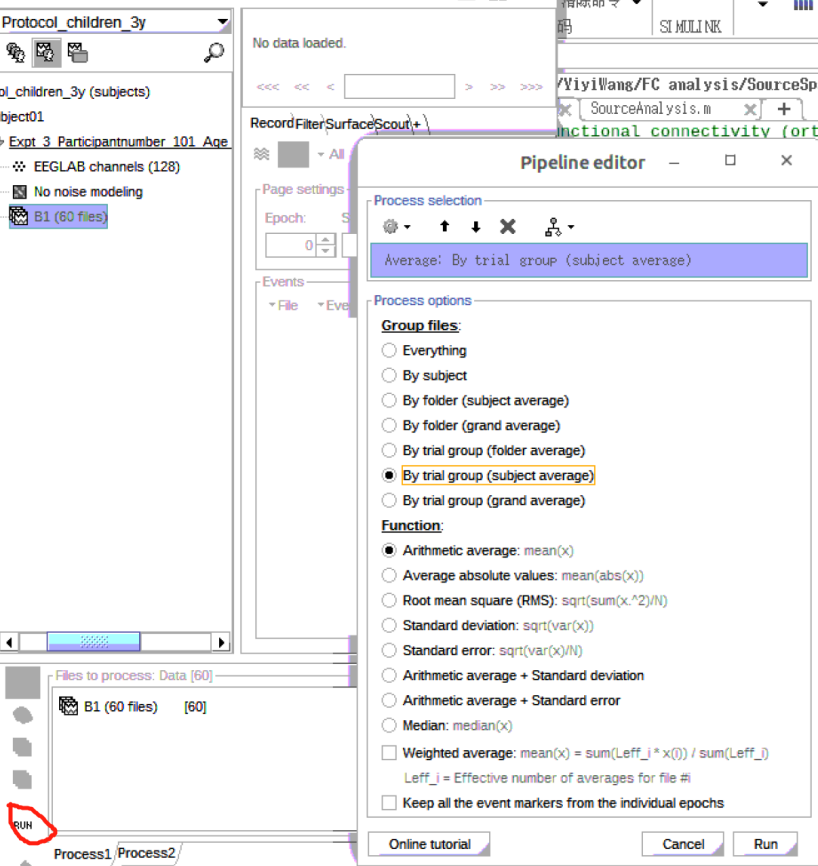 Protocol_children_3y
ol_children_3y (subjects)
bject01
Expt_3_Participantnumber_101_Age
EEGLAB channels (128)
No noise modeling
B1 (60 files)
No data loaded.
<<< << < > >> >>>
Record Filter Surface Scout +
All
Page settings
Epoch: S
0
Events
File Eve
码
SIMULINK
/YiyiWang/FC analysis/SourceSp
SourceAnalysis.m
nctional connectivity (ort
Pipeline editor
Process selection
Average: By trial group (subject average)
Process options
Group files:
Everything
By subject
By folder (subject average)
By folder (grand average)
By trial group (folder average)
By trial group (subject average)
By trial group (grand average)
Function:
Arithmetic average: mean(x)
Average absolute values: mean(abs(x))
Root mean square (RMS): sqrt(sum(x.^2)/N)
Standard deviation: sqrt(var(x))
Standard error: sqrt(var(x)/N)
Arithmetic average + Standard deviation
Arithmetic average + Standard error
Median: median(x)
Weighted average: mean(x) = sum(Leff_i * x(i)) / sum(Leff_i)
Leff_i = Effective number of averages for file #i
Keep all the event markers from the individual epochs
Online tutorial Cancel Run
Files to process: Data [60]
B1 (60 files) [60]
RUN
Process1 Process2